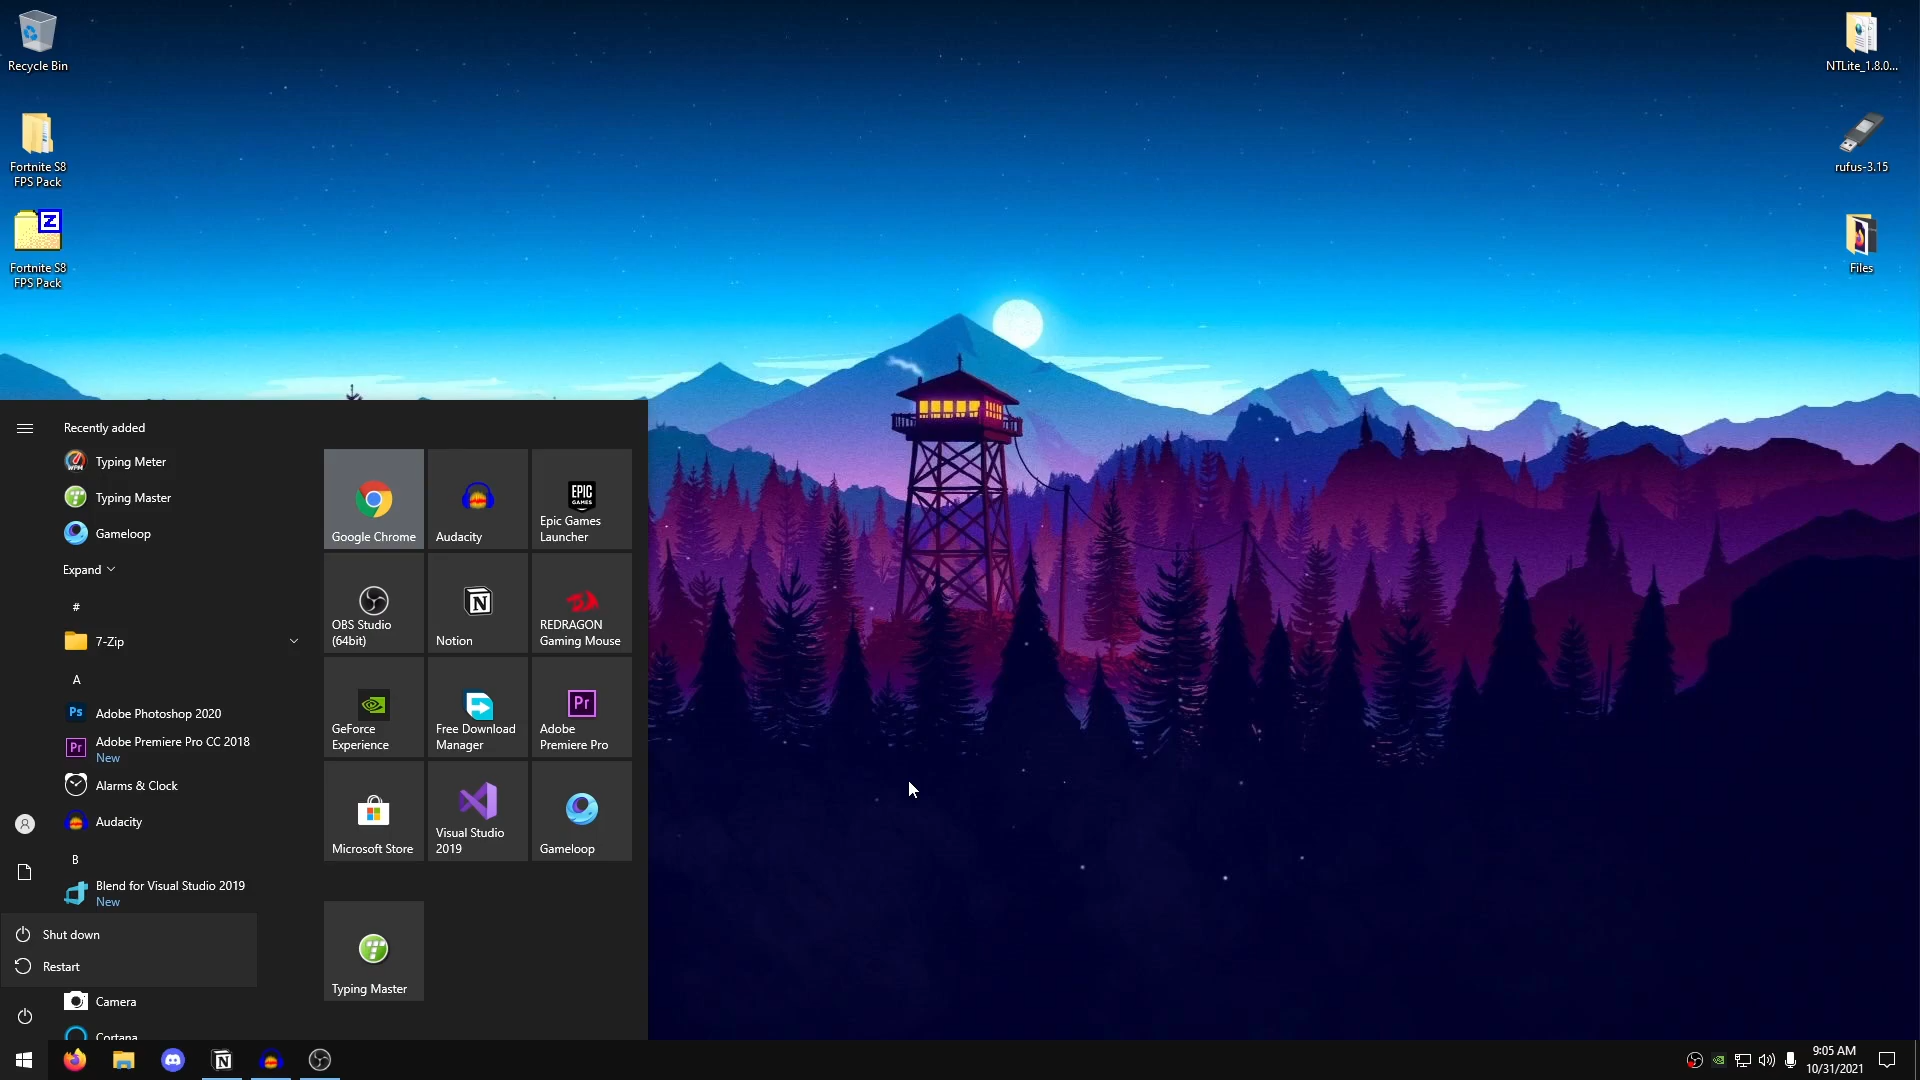 Recycle Bin
Fortnite S8
FPS Pack
Z
Fortnite S8
FPS Pack
NTLite_1.8.0...
rufus-3.15
Files
Recently added
WPM
Typing Meter
Typing Master
Gameloop
Expand
#
7-Zip
A
Ps
Adobe Photoshop 2020
Pr
Adobe Premiere Pro CC 2018
New
Alarms & Clock
Audacity
B
Blend for Visual Studio 2019
New
Shut down
Restart
Camera
Cortana
Google Chrome
Audacity
EPIC
GAMES
Epic Games
Launcher
OBS Studio
(64bit)
N
Notion
REDRAGON
Gaming Mouse
GeForce
Experience
Free Download
Manager
Pr
Adobe
Premiere Pro
Microsoft Store
Visual Studio
2019
Gameloop
T
Typing Master
N
9:05 AM
10/31/2021